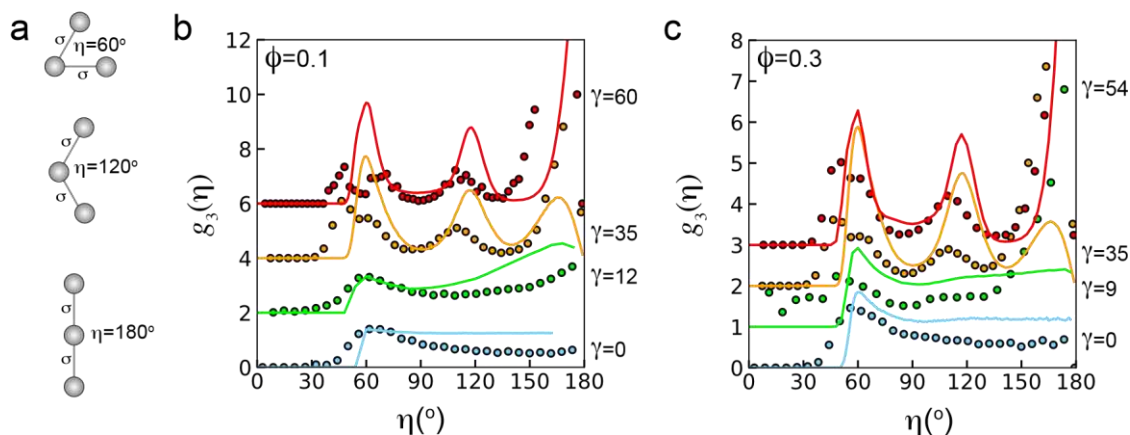 a
σ
η=60°
σ
σ
η=120°
σ
σ
η=180°
σ
b
ϕ=0.1
g₃(η)
12
10
8
6
4
2
0
0 30 60 90 120 150 180
η(°)
γ=60
γ=35
γ=12
γ=0
c
ϕ=0.3
g₃(η)
8
7
6
5
4
3
2
1
0
0 30 60 90 120 150 180
η(°)
γ=54
γ=35
γ=9
γ=0